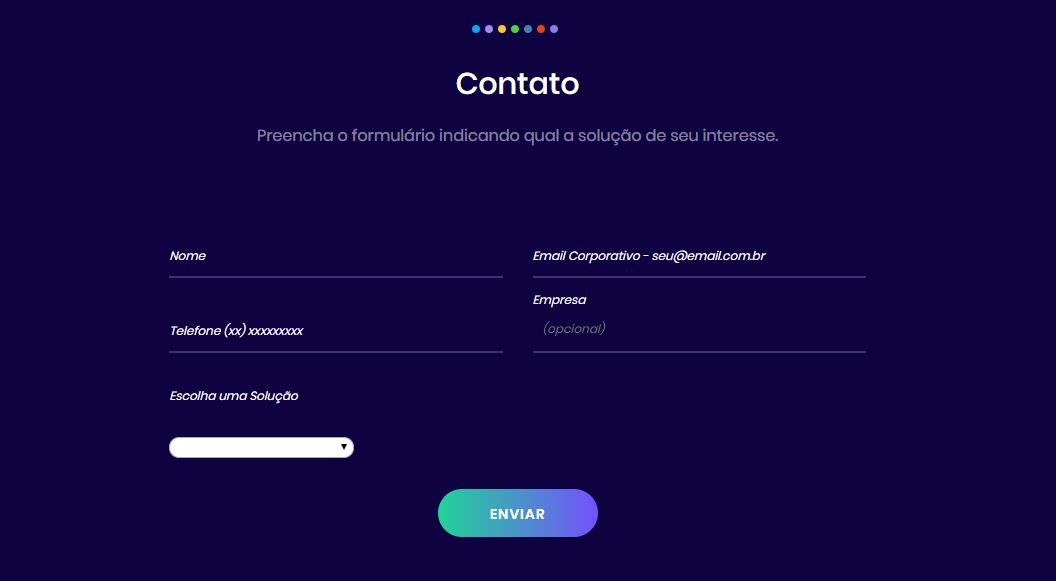 Contato
Preencha o formulário indicando qual a solução de seu interesse.
Nome
Email Corporativo - seu@email.com.br
Telefone (xx) xxxxxxxxx
Empresa
(opcional)
Escolha uma Solução
ENVIAR